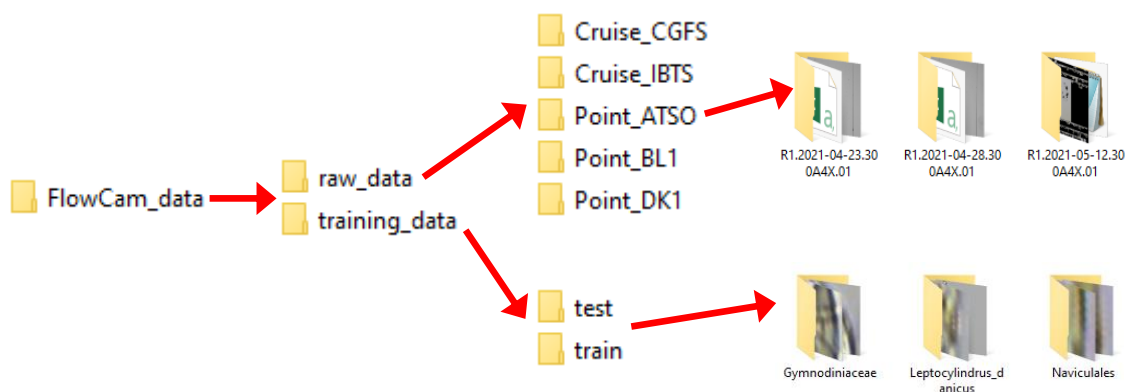 FlowCam_data
raw_data
training_data
Cruise_CGFS
Cruise_IBTS
Point_ATSO
Point_BL1
Point_DK1
R1.2021-04-23.30
0A4X.01
R1.2021-04-28.30
0A4X.01
R1.2021-05-12.30
0A4X.01
a,
a,
test
train
Gymnodiniaceae
Leptocylindrus_d
anicus
Naviculales